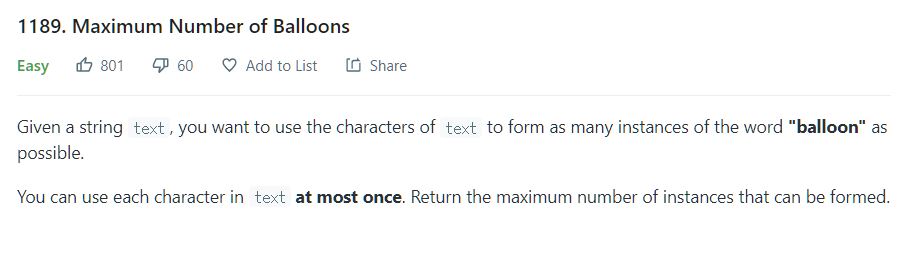 1189. Maximum Number of Balloons
Easy 801 60 Add to List Share
Given a string text, you want to use the characters of text to form as many instances of the word "balloon" as
possible.
You can use each character in text at most once. Return the maximum number of instances that can be formed.